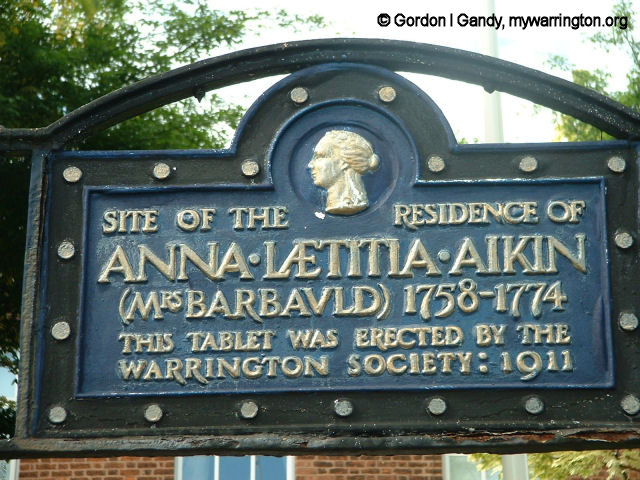 © Gordon I Gandy, mywarrington.org
SITE OF THE RESIDENCE OF
ANNA·LÆTITIA·AIKIN
(MRS BARBAVLD) 1758-1774
THIS TABLET WAS ERECTED BY THE
WARRINGTON SOCIETY: 1911